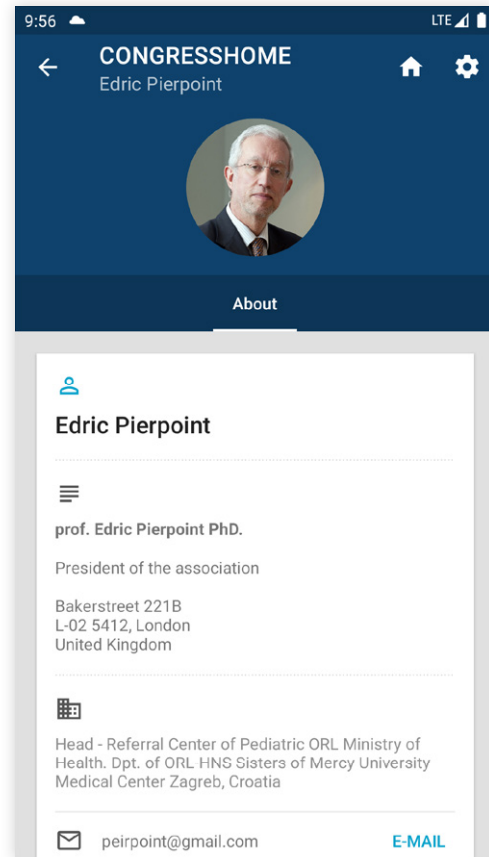 9:56 LTE
CONGRESSHOME
Edric Pierpoint
About
Edric Pierpoint
prof. Edric Pierpoint PhD.
President of the association
Bakerstreet 221B
L-02 5412, London
United Kingdom
Head - Referral Center of Pediatric ORL Ministry of
Health. Dpt. of ORL HNS Sisters of Mercy University
Medical Center Zagreb, Croatia
peirpoint@gmail.com E-MAIL